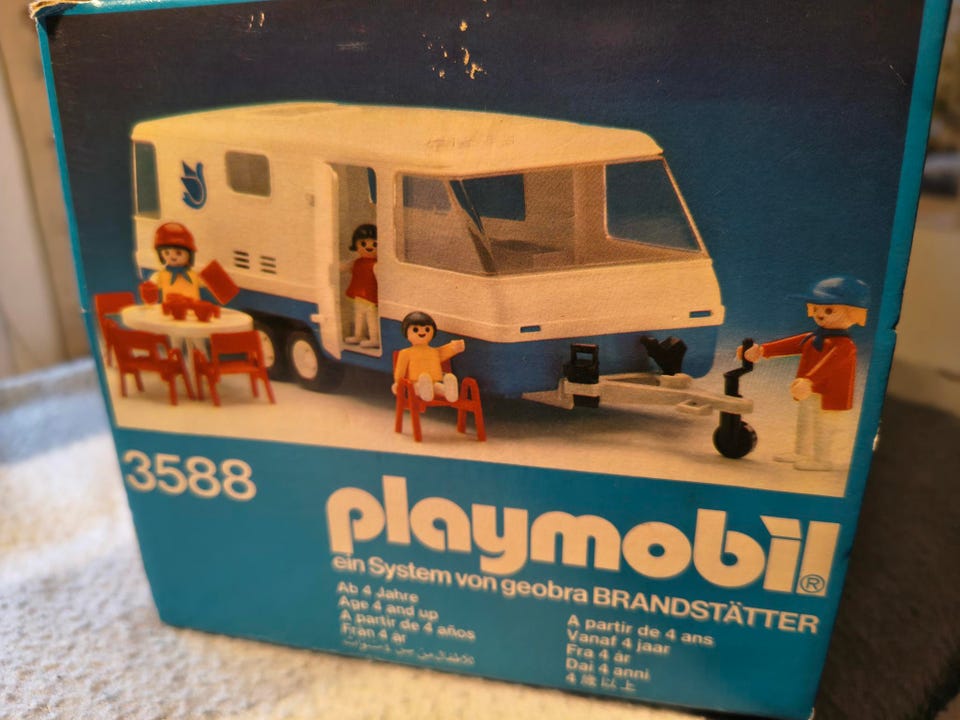 3588
playmobil®
ein System von geobra BRANDSTÄTTER
Ab 4 Jahre
Age 4 and up
A partir de 4 años
Från 4 år
A partir de 4 ans
Vanaf 4 jaar
Fra 4 år
Dai 4 anni
4 歳以上